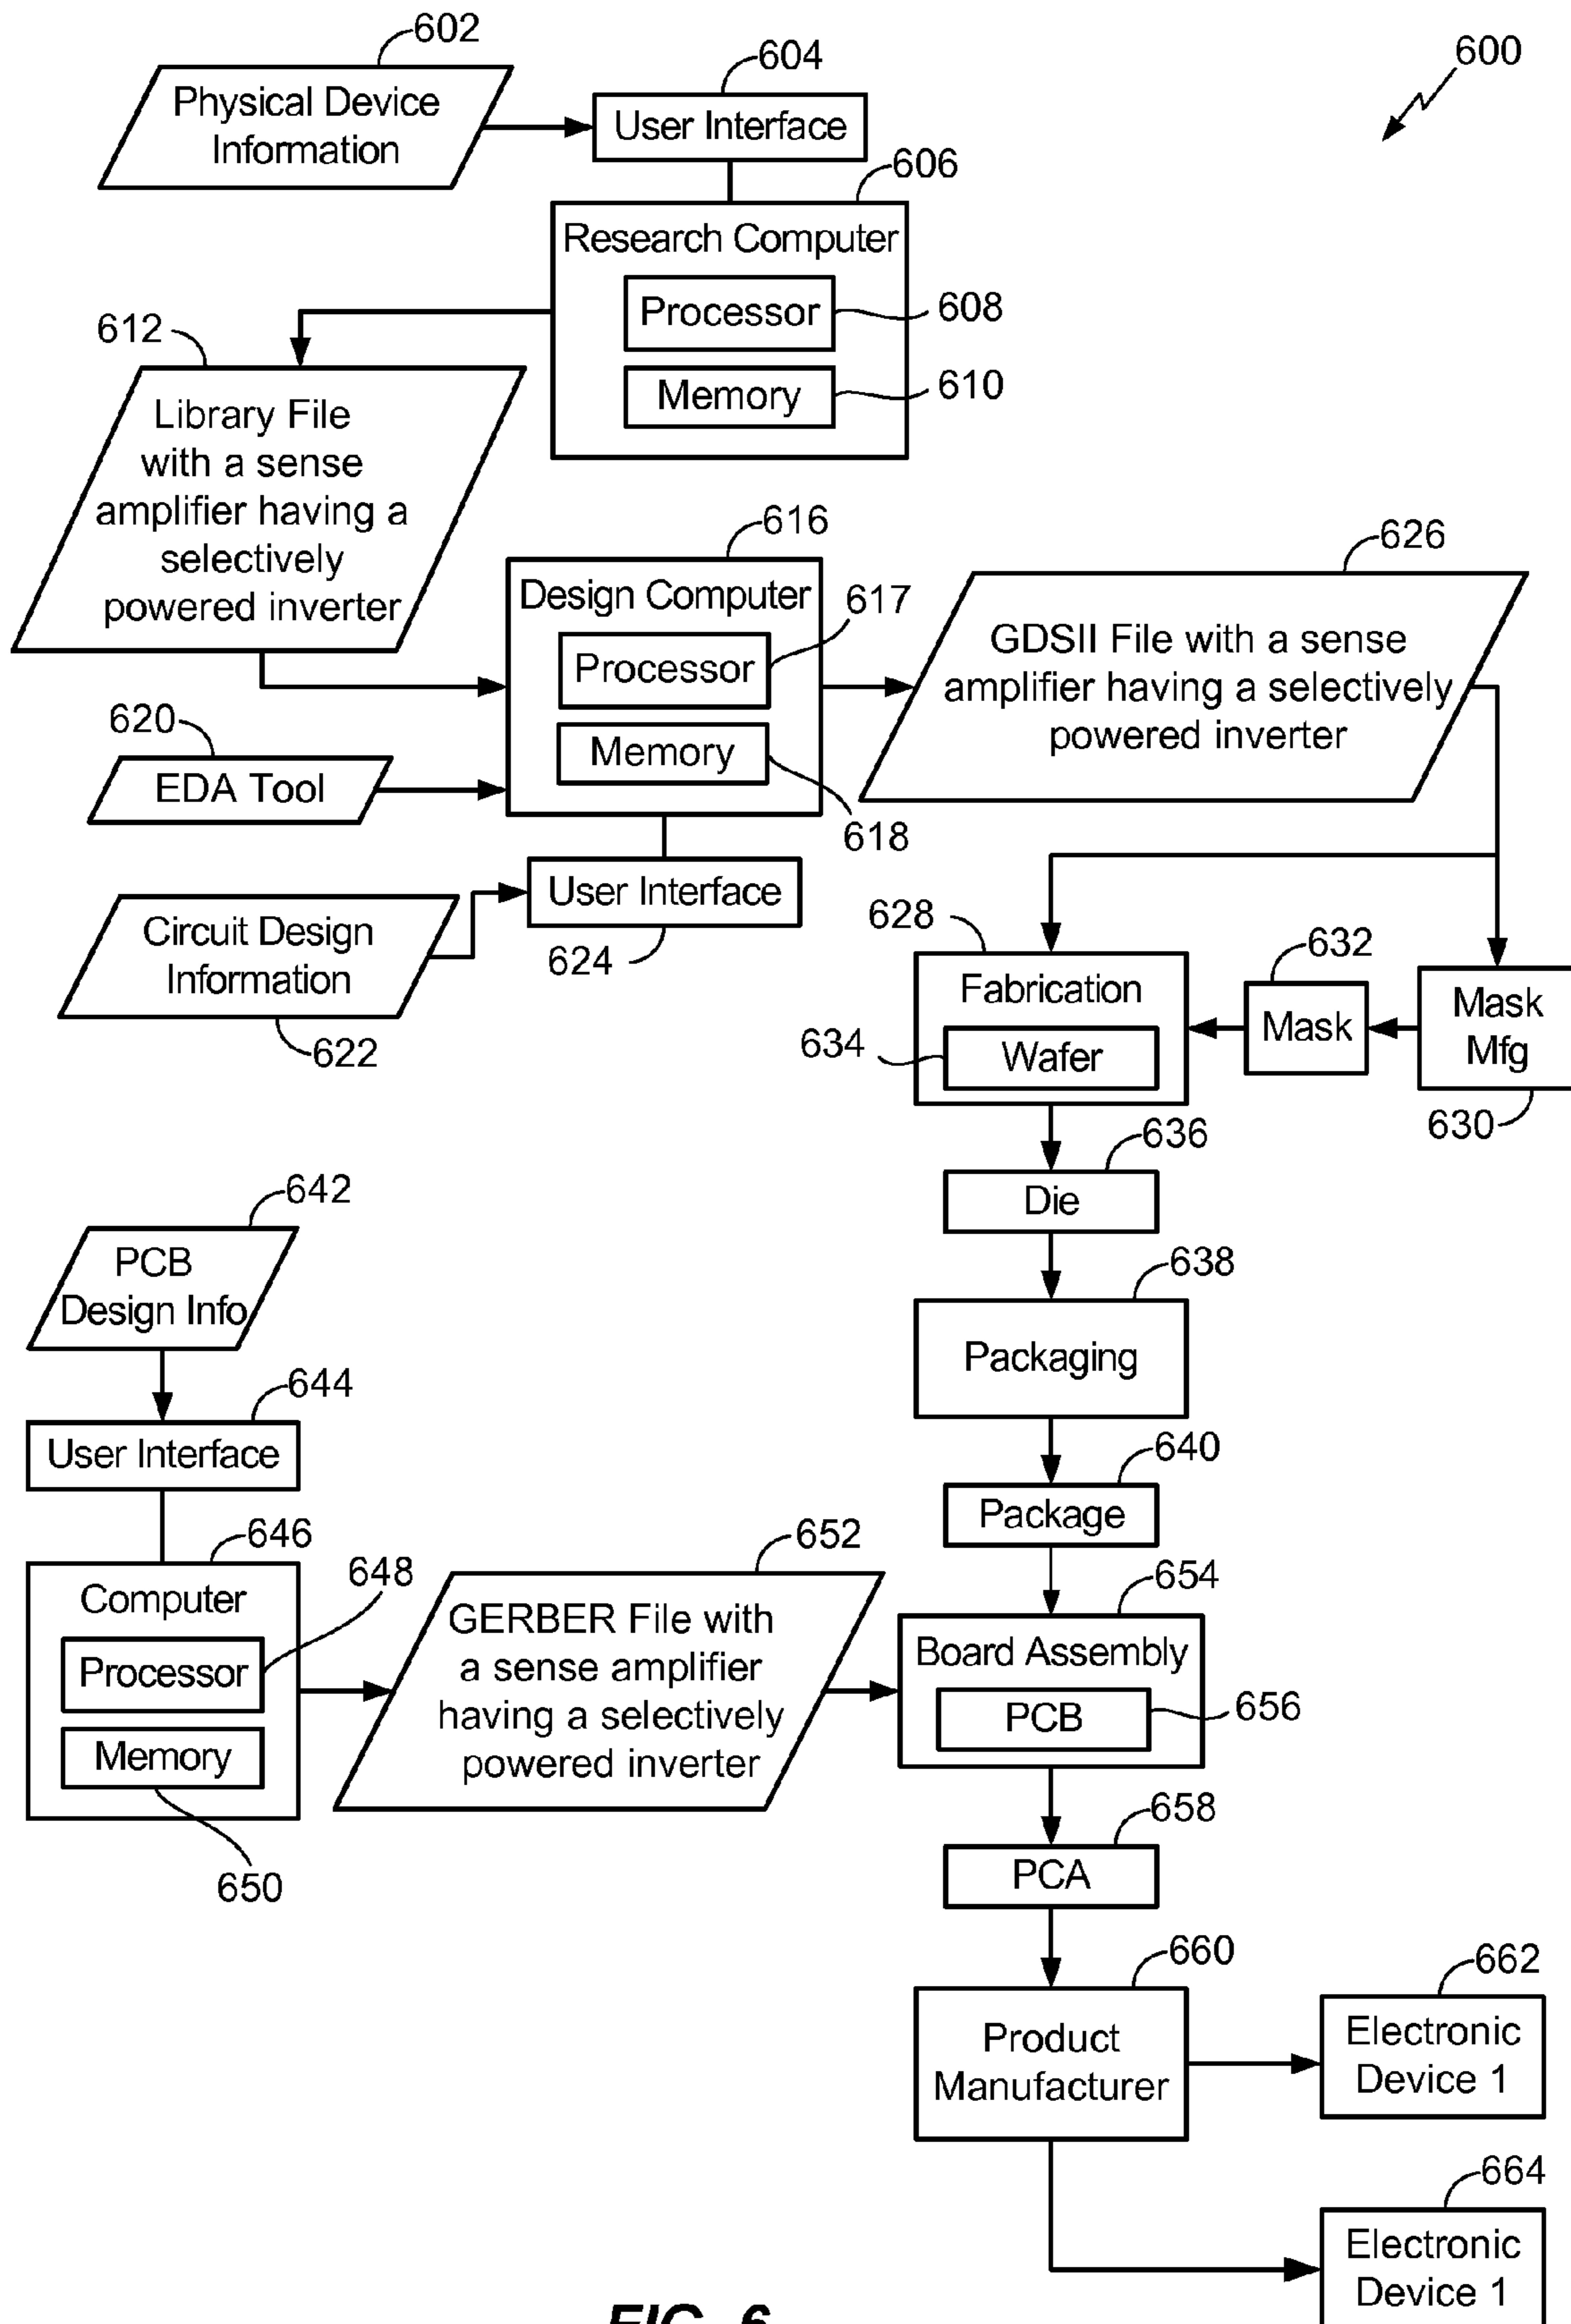 602
Physical Device
Information
604
User Interface
600
606
Research Computer
Processor
608
Memory
610
612
Library File
with a sense
amplifier having a
selectively
powered inverter
616
Design Computer
617
Processor
Memory
618
626
GDSII File with a sense
amplifier having a selectively
powered inverter
620
EDA Tool
User Interface
624
Circuit Design
Information
622
628
Fabrication
634
Wafer
632
Mask
Mask
Mfg
630
636
Die
638
Packaging
640
Package
642
PCB
Design Info
644
User Interface
646
Computer
648
Processor
Memory
650
652
GERBER File with
a sense amplifier
having a selectively
powered inverter
654
Board Assembly
PCB
656
658
PCA
660
Product
Manufacturer
662
Electronic
Device 1
664
Electronic
Device 1
FIG. 6